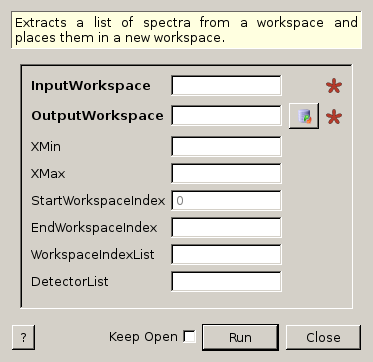 Extracts a list of spectra from a workspace and
places them in a new workspace.
InputWorkspace
OutputWorkspace
XMin
XMax
StartWorkspaceIndex 0
EndWorkspaceIndex
WorkspaceIndexList
DetectorList
? Keep Open Run Close